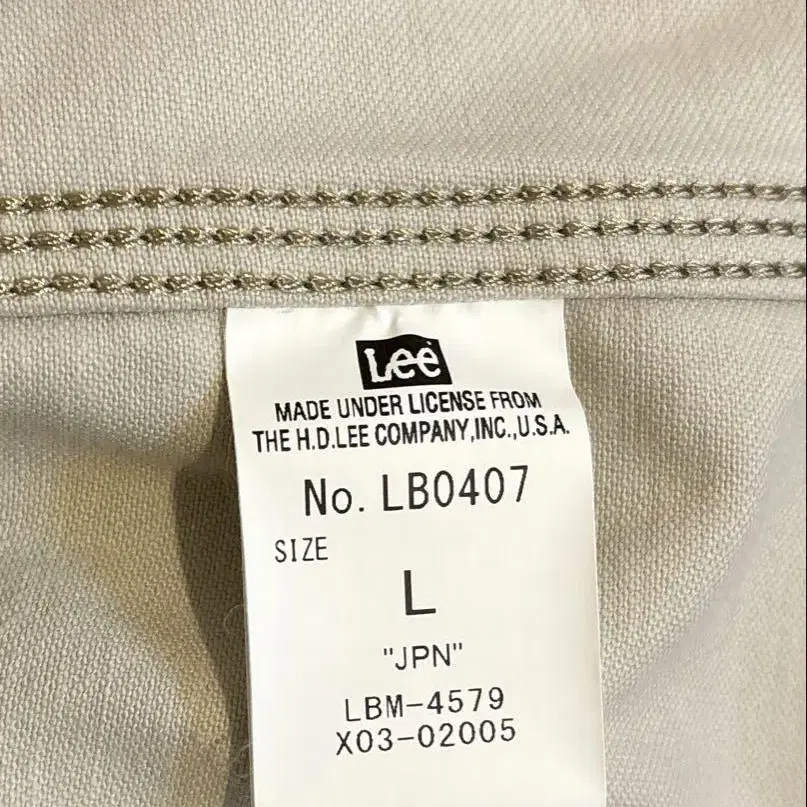 Lee
MADE UNDER LICENSE FROM
THE H.D.LEE COMPANY,INC.,U.S.A.
No. LB0407
SIZE
L
"JPN"
LBM-4579
X03-02005